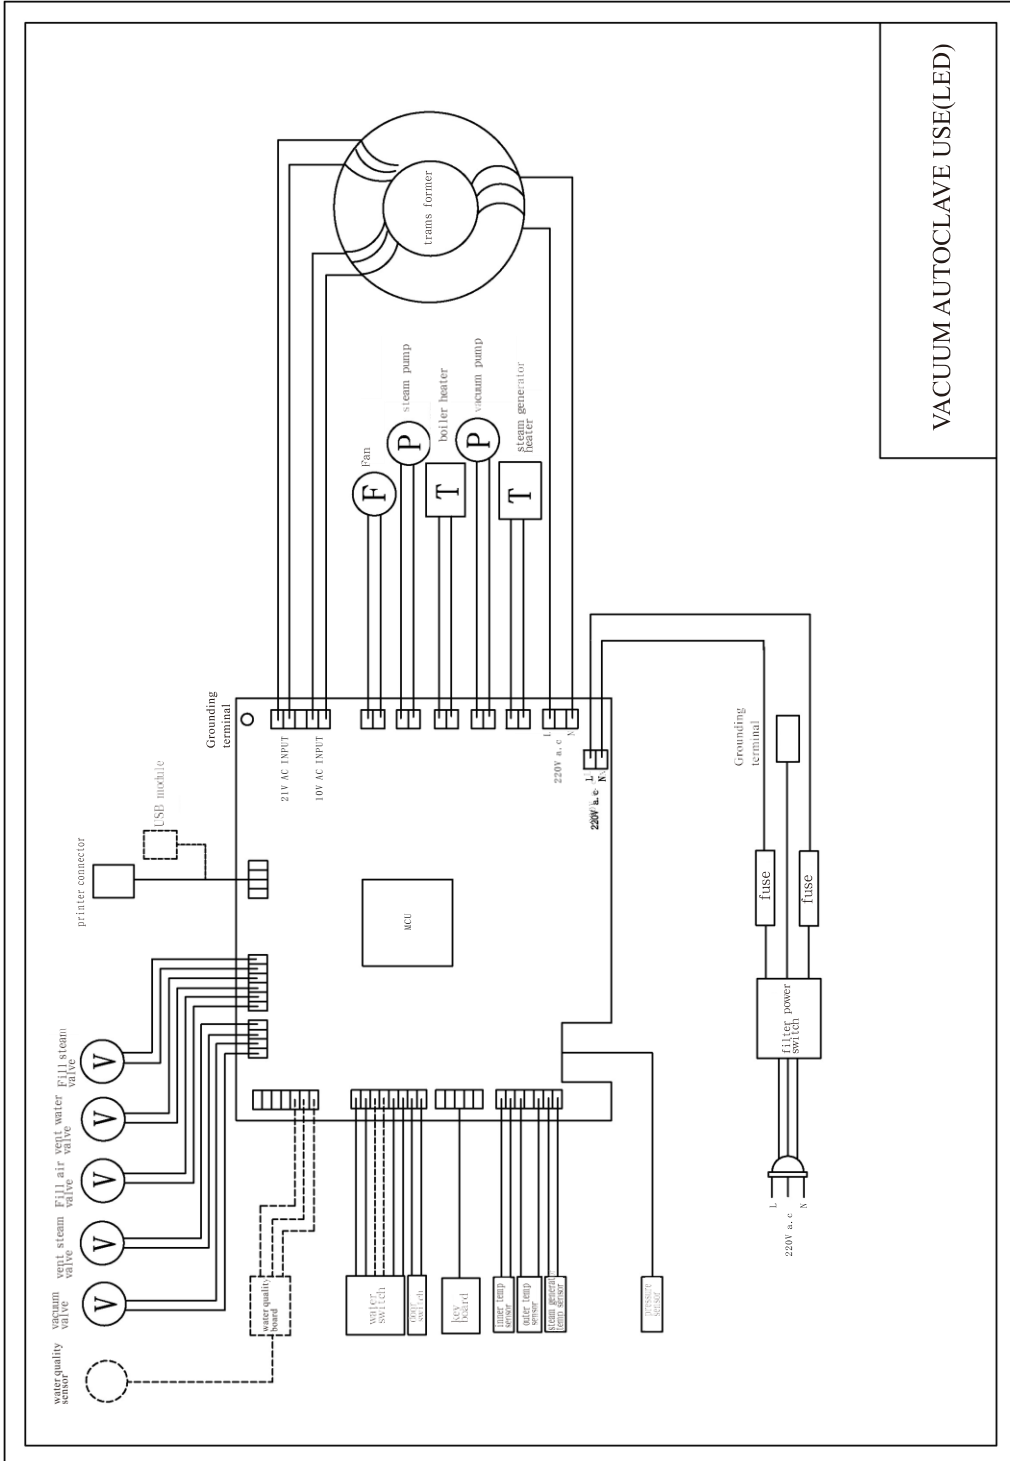 VACUUM AUTOCLAVE USE(LED)
trams former
Fan
F
steam pump
P
boiler heater
T
vacuum pump
P
steam generator
heater
T
Grounding
terminal
21V AC INPUT
10V AC INPUT
L
N
220V a.c
L
N
220V a.c
Grounding
terminal
USB module
printer connector
MCU
fuse
fuse
filter power
switch
L
N
220V a.c
Fill steam
valve
V
vent water
valve
V
Fill air
valve
V
vent steam
valve
V
vacuum
valve
V
water quality
sensor
water quality
board
water
switch
door
switch
key
board
inner temp
sensor
outer temp
sensor
steam generator
temp sensor
pressure
sensor